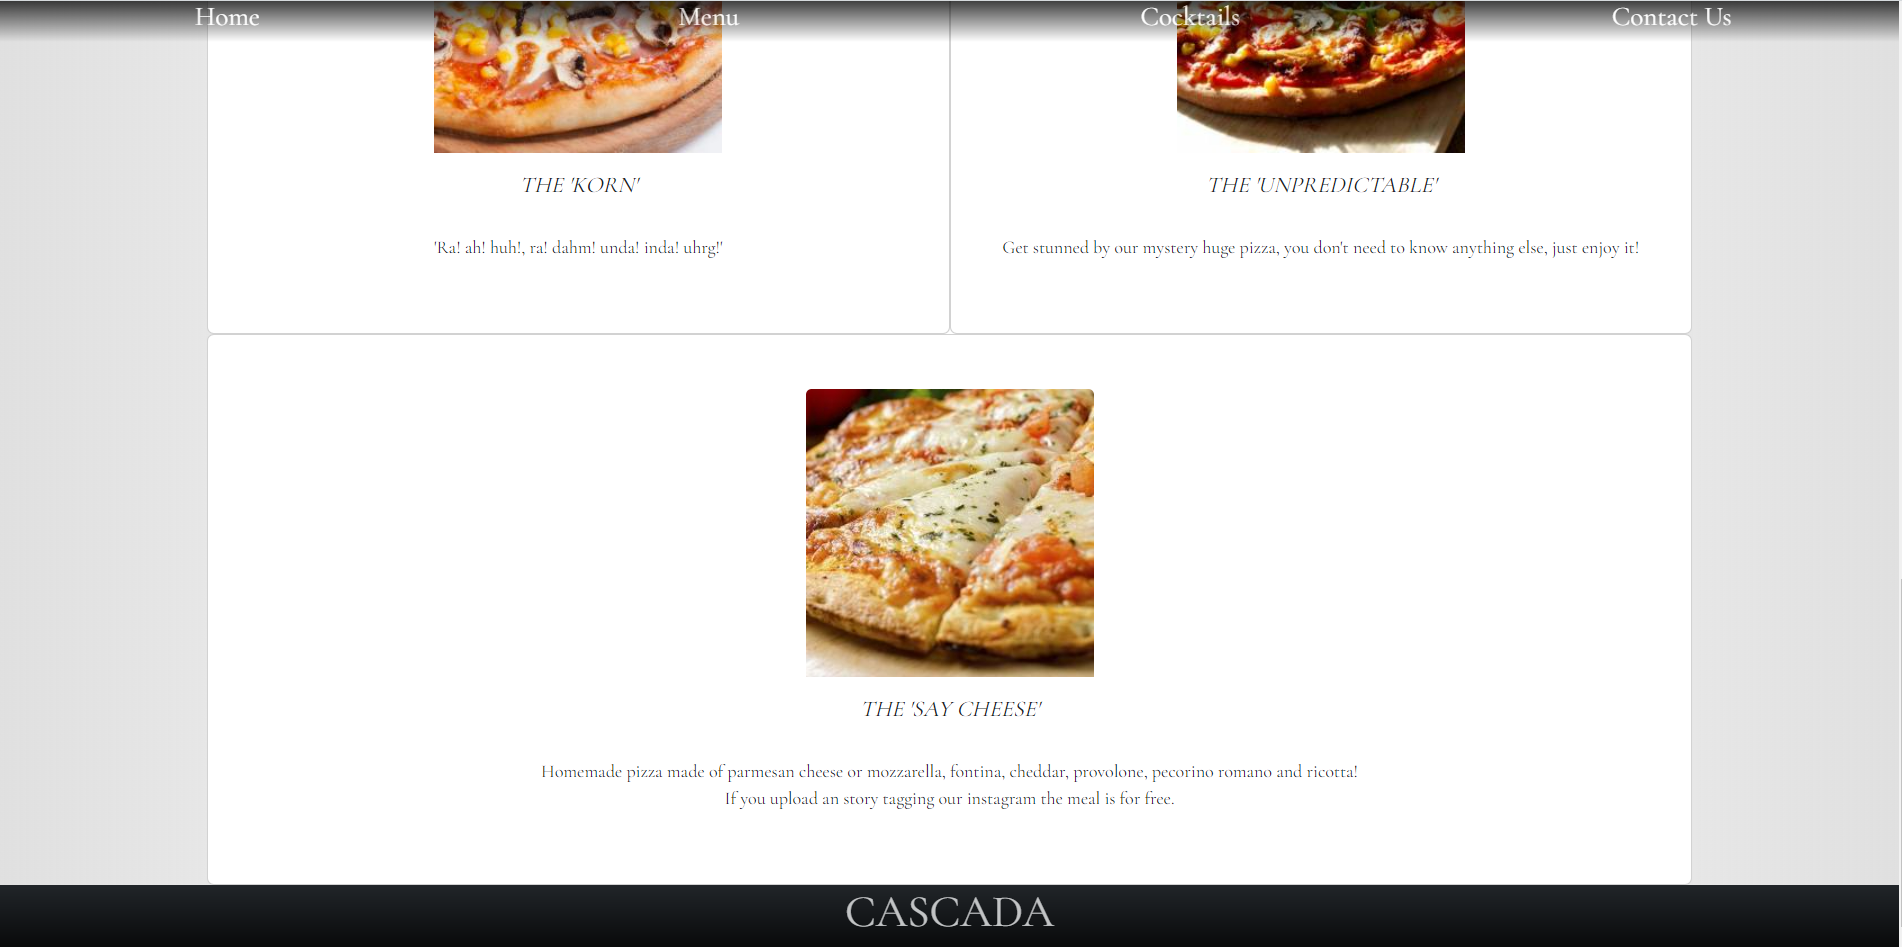 Home Menu Cocktails Contact Us
THE 'KORN'
'Ra! ah! huh!, ra! dahm! unda! inda! uhrg!'
THE 'UNPREDICTABLE'
Get stunned by our mystery huge pizza, you don't need to know anything else, just enjoy it!
THE 'SAY CHEESE'
Homemade pizza made of parmesan cheese or mozzarella, fontina, cheddar, provolone, pecorino romano and ricotta!
If you upload an story tagging our instagram the meal is for free.
CASCADA